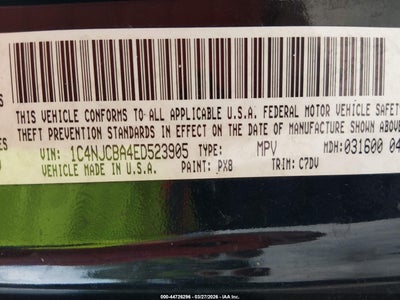 THIS VEHICLE CONFORMS TO ALL APPLICABLE U.S.A. FEDERAL MOTOR VEHICLE SAFETY
THEFT PREVENTION STANDARDS IN EFFECT ON THE DATE OF MANUFACTURE SHOWN ABOVE
VIN: 1C4NJCBA4ED523905 TYPE: MPV MDH: 031600 04
VEHICLE MADE IN U.S.A. PAINT: PX8 TRIM: C7DV
000-44726296 | 03/27/2026 | IAA Inc.